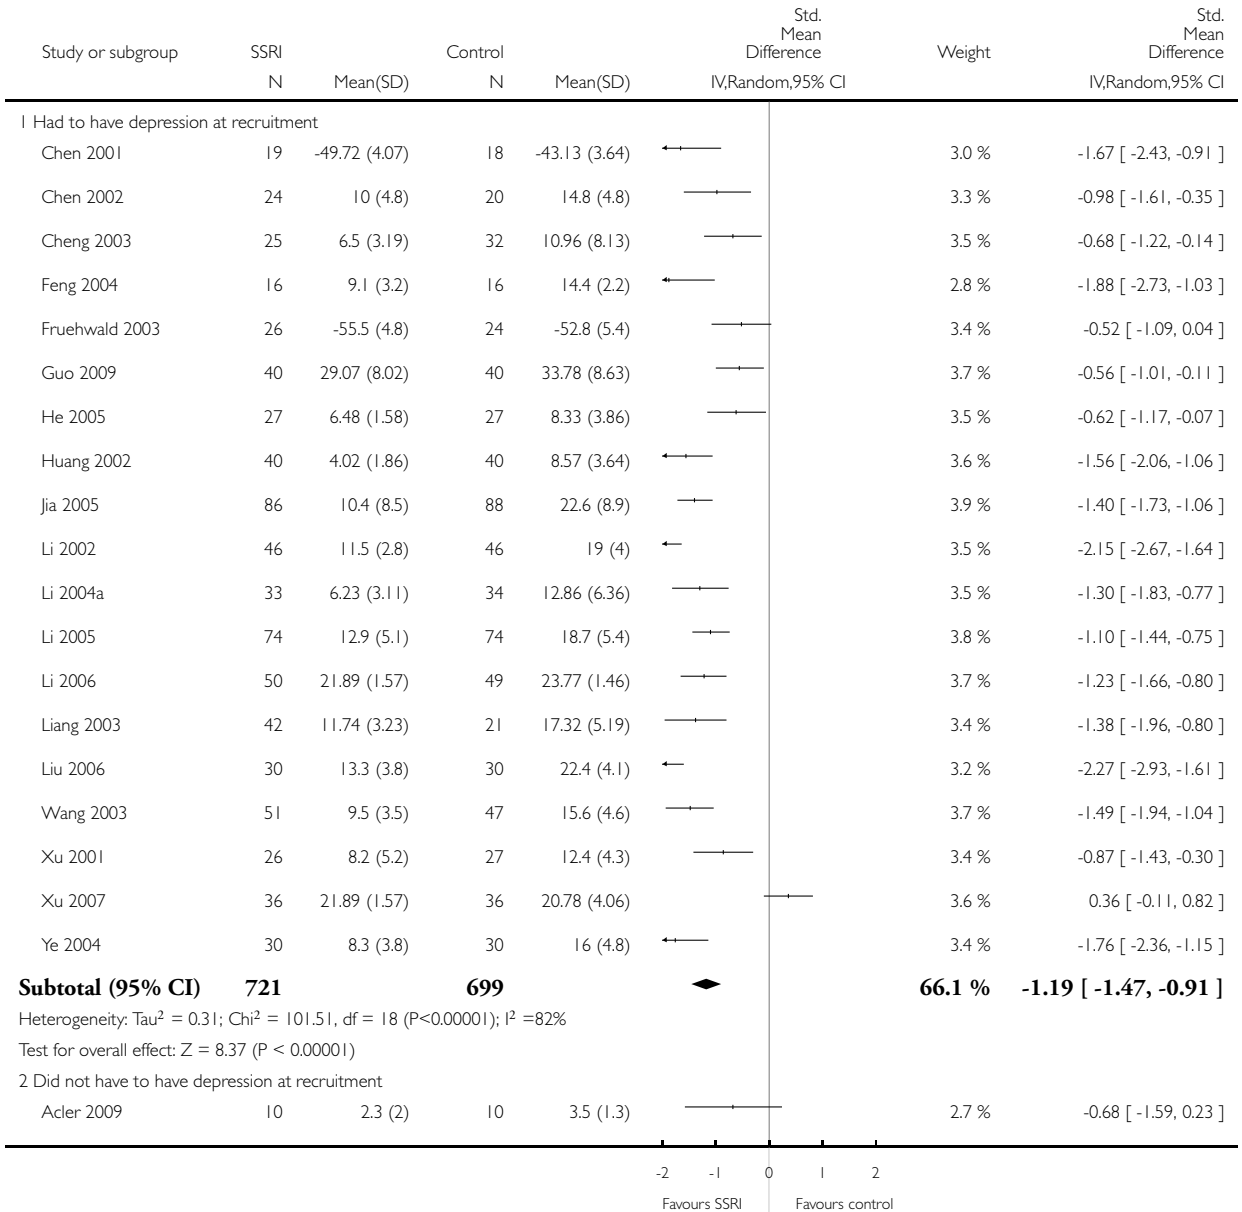 Std. Mean Difference Std. Mean Difference
Study or subgroup SSRI Control Weight
N Mean(SD) N Mean(SD) IV,Random,95% CI IV,Random,95% CI
1 Had to have depression at recruitment
Chen 2001 19 -49.72 (4.07) 18 -43.13 (3.64) 3.0 % -1.67 [ -2.43, -0.91 ]
Chen 2002 24 10 (4.8) 20 14.8 (4.8) 3.3 % -0.98 [ -1.61, -0.35 ]
Cheng 2003 25 6.5 (3.19) 32 10.96 (8.13) 3.5 % -0.68 [ -1.22, -0.14 ]
Feng 2004 16 9.1 (3.2) 16 14.4 (2.2) 2.8 % -1.88 [ -2.73, -1.03 ]
Fruehwald 2003 26 -55.5 (4.8) 24 -52.8 (5.4) 3.4 % -0.52 [ -1.09, 0.04 ]
Guo 2009 40 29.07 (8.02) 40 33.78 (8.63) 3.7 % -0.56 [ -1.01, -0.11 ]
He 2005 27 6.48 (1.58) 27 8.33 (3.86) 3.5 % -0.62 [ -1.17, -0.07 ]
Huang 2002 40 4.02 (1.86) 40 8.57 (3.64) 3.6 % -1.56 [ -2.06, -1.06 ]
Jia 2005 86 10.4 (8.5) 88 22.6 (8.9) 3.9 % -1.40 [ -1.73, -1.06 ]
Li 2002 46 11.5 (2.8) 46 19 (4) 3.5 % -2.15 [ -2.67, -1.64 ]
Li 2004a 33 6.23 (3.11) 34 12.86 (6.36) 3.5 % -1.30 [ -1.83, -0.77 ]
Li 2005 74 12.9 (5.1) 74 18.7 (5.4) 3.8 % -1.10 [ -1.44, -0.75 ]
Li 2006 50 21.89 (1.57) 49 23.77 (1.46) 3.7 % -1.23 [ -1.66, -0.80 ]
Liang 2003 42 11.74 (3.23) 21 17.32 (5.19) 3.4 % -1.38 [ -1.96, -0.80 ]
Liu 2006 30 13.3 (3.8) 30 22.4 (4.1) 3.2 % -2.27 [ -2.93, -1.61 ]
Wang 2003 51 9.5 (3.5) 47 15.6 (4.6) 3.7 % -1.49 [ -1.94, -1.04 ]
Xu 2001 26 8.2 (5.2) 27 12.4 (4.3) 3.4 % -0.87 [ -1.43, -0.30 ]
Xu 2007 36 21.89 (1.57) 36 20.78 (4.06) 3.6 % 0.36 [ -0.11, 0.82 ]
Ye 2004 30 8.3 (3.8) 30 16 (4.8) 3.4 % -1.76 [ -2.36, -1.15 ]
Subtotal (95% CI) 721 699 66.1 % -1.19 [ -1.47, -0.91 ]
Heterogeneity: Tau² = 0.31; Chi² = 101.51, df = 18 (P<0.00001); I² =82%
Test for overall effect: Z = 8.37 (P < 0.00001)
2 Did not have to have depression at recruitment
Acler 2009 10 2.3 (2) 10 3.5 (1.3) 2.7 % -0.68 [ -1.59, 0.23 ]
-2 -1 0 1 2
Favours SSRI Favours control